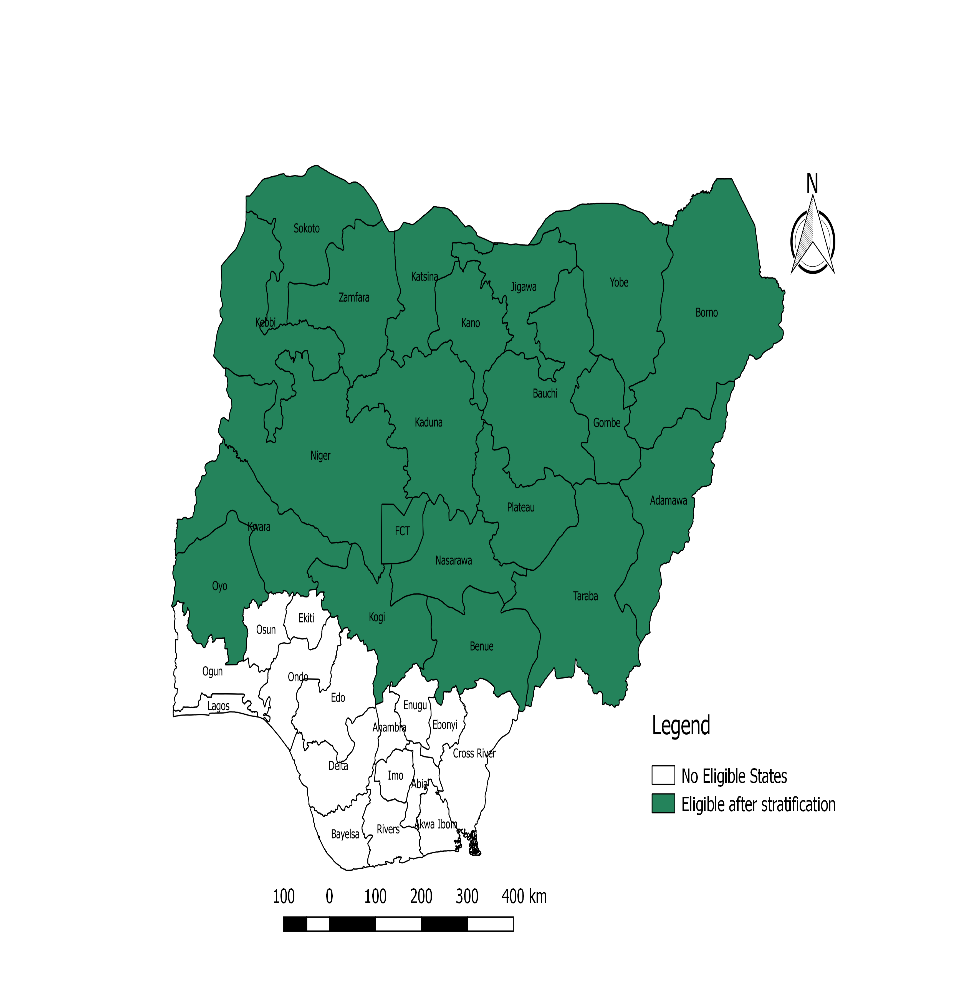 N
Sokoto
Katsina
Jigawa
Yobe
Zamfara
Borno
Kebbi
Kano
Bauchi
Kaduna
Gombe
Niger
Adamawa
Plateau
Kwara
FCT
Nasarawa
Oyo
Taraba
Kogi
Ekiti
Osun
Benue
Ogun
Ondo
Edo
Lagos
Enugu
Anambra
Ebonyi
Cross River
Delta
Imo
Abia
Akwa Ibom
Rivers
Bayelsa
Legend
No Eligible States
Eligible after stratification
100 0 100 200 300 400 km